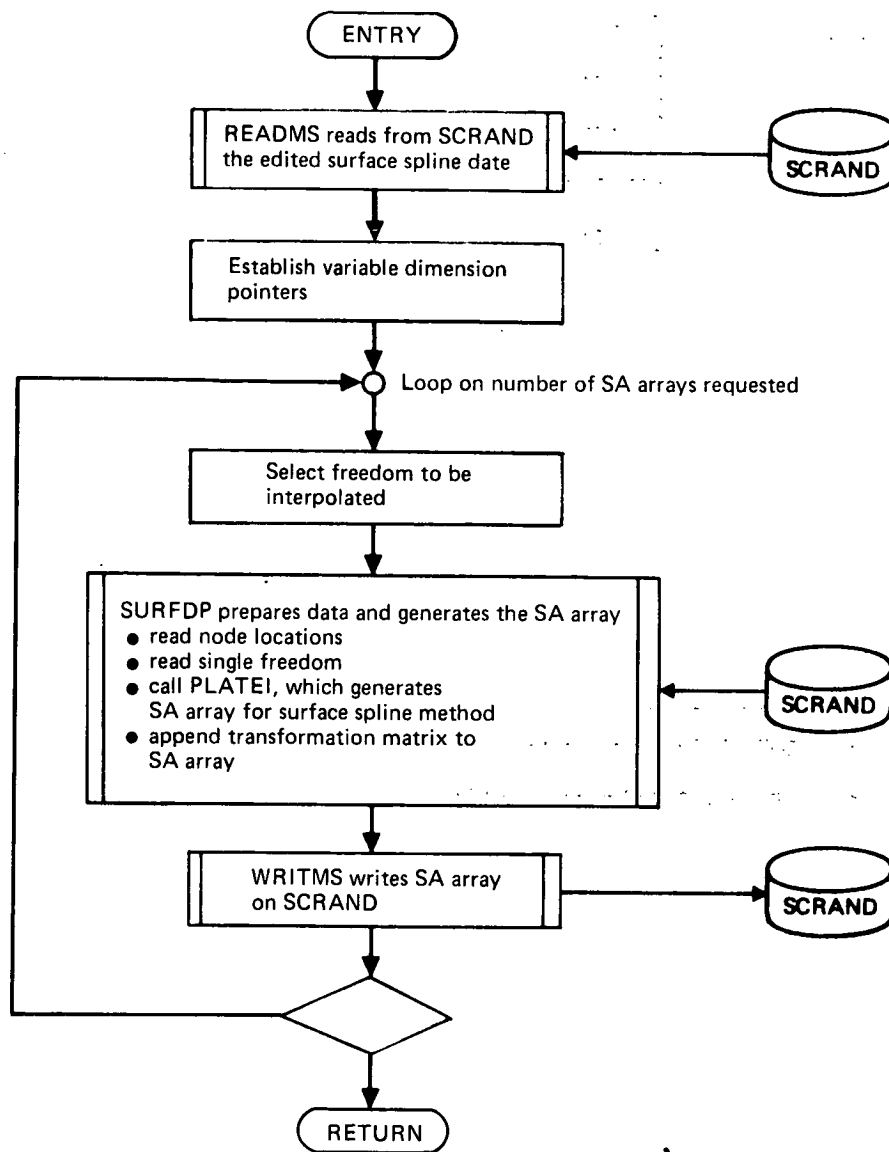 ENTRY
READMS reads from SCRAND
the edited surface spline date
SCRAND
Establish variable dimension
pointers
Loop on number of SA arrays requested
Select freedom to be
interpolated
SURFDP prepares data and generates the SA array
● read node locations
● read single freedom
● call PLATEI, which generates
SA array for surface spline method
● append transformation matrix to
SA array
SCRAND
WRITMS writes SA array
on SCRAND
SCRAND
RETURN